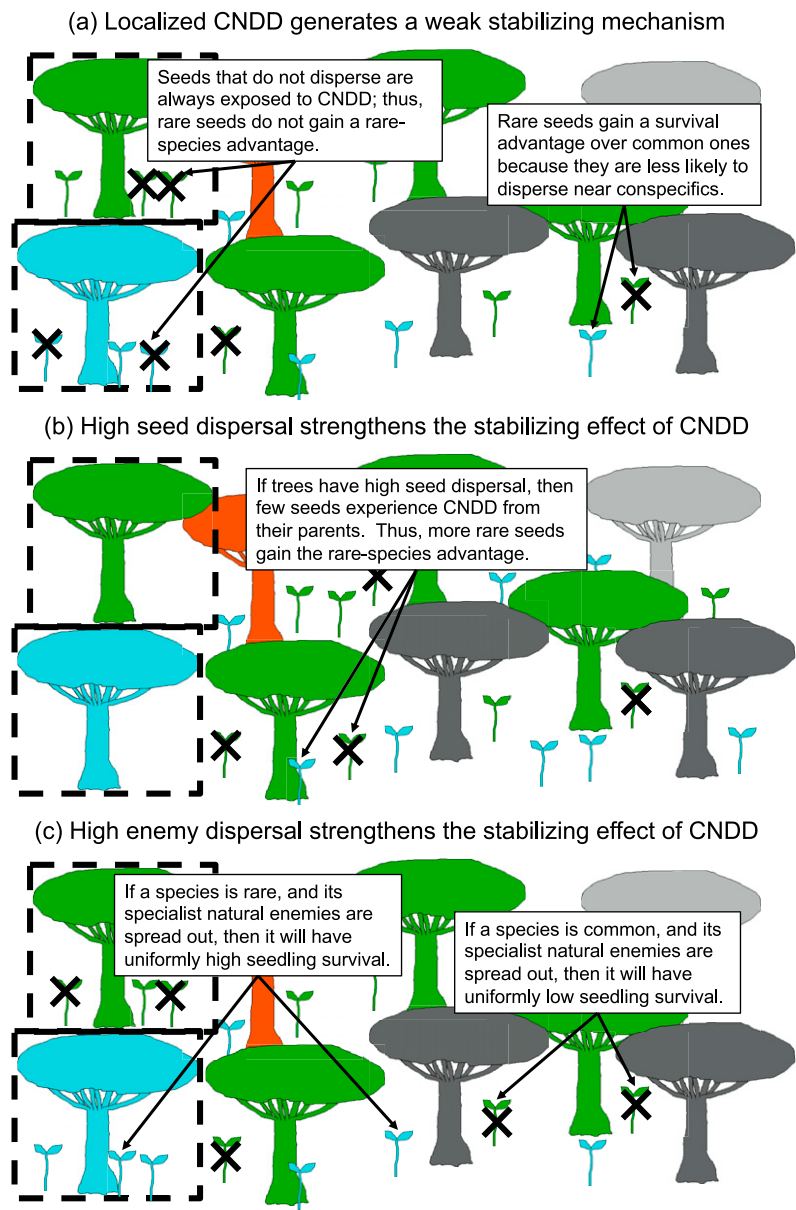 (a) Localized CNDD generates a weak stabilizing mechanism
Seeds that do not disperse are
always exposed to CNDD; thus,
rare seeds do not gain a rare-
species advantage.
Rare seeds gain a survival
advantage over common ones
because they are less likely to
disperse near conspecifics.
(b) High seed dispersal strengthens the stabilizing effect of CNDD
If trees have high seed dispersal, then
few seeds experience CNDD from
their parents.  Thus, more rare seeds
gain the rare-species advantage.
(c) High enemy dispersal strengthens the stabilizing effect of CNDD
If a species is rare, and its
specialist natural enemies are
spread out, then it will have
uniformly high seedling survival.
If a species is common, and its
specialist natural enemies are
spread out, then it will have
uniformly low seedling survival.